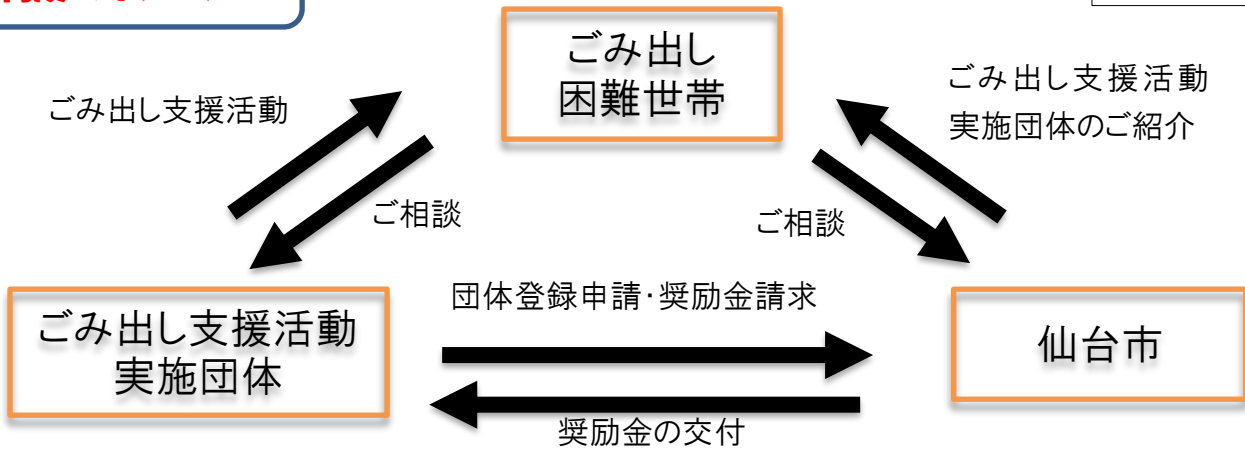 ごみ出し
困難世帯
ごみ出し支援活動
ごみ出し支援活動
実施団体のご紹介
ご相談
ご相談
団体登録申請・奨励金請求
ごみ出し支援活動
実施団体
仙台市
奨励金の交付